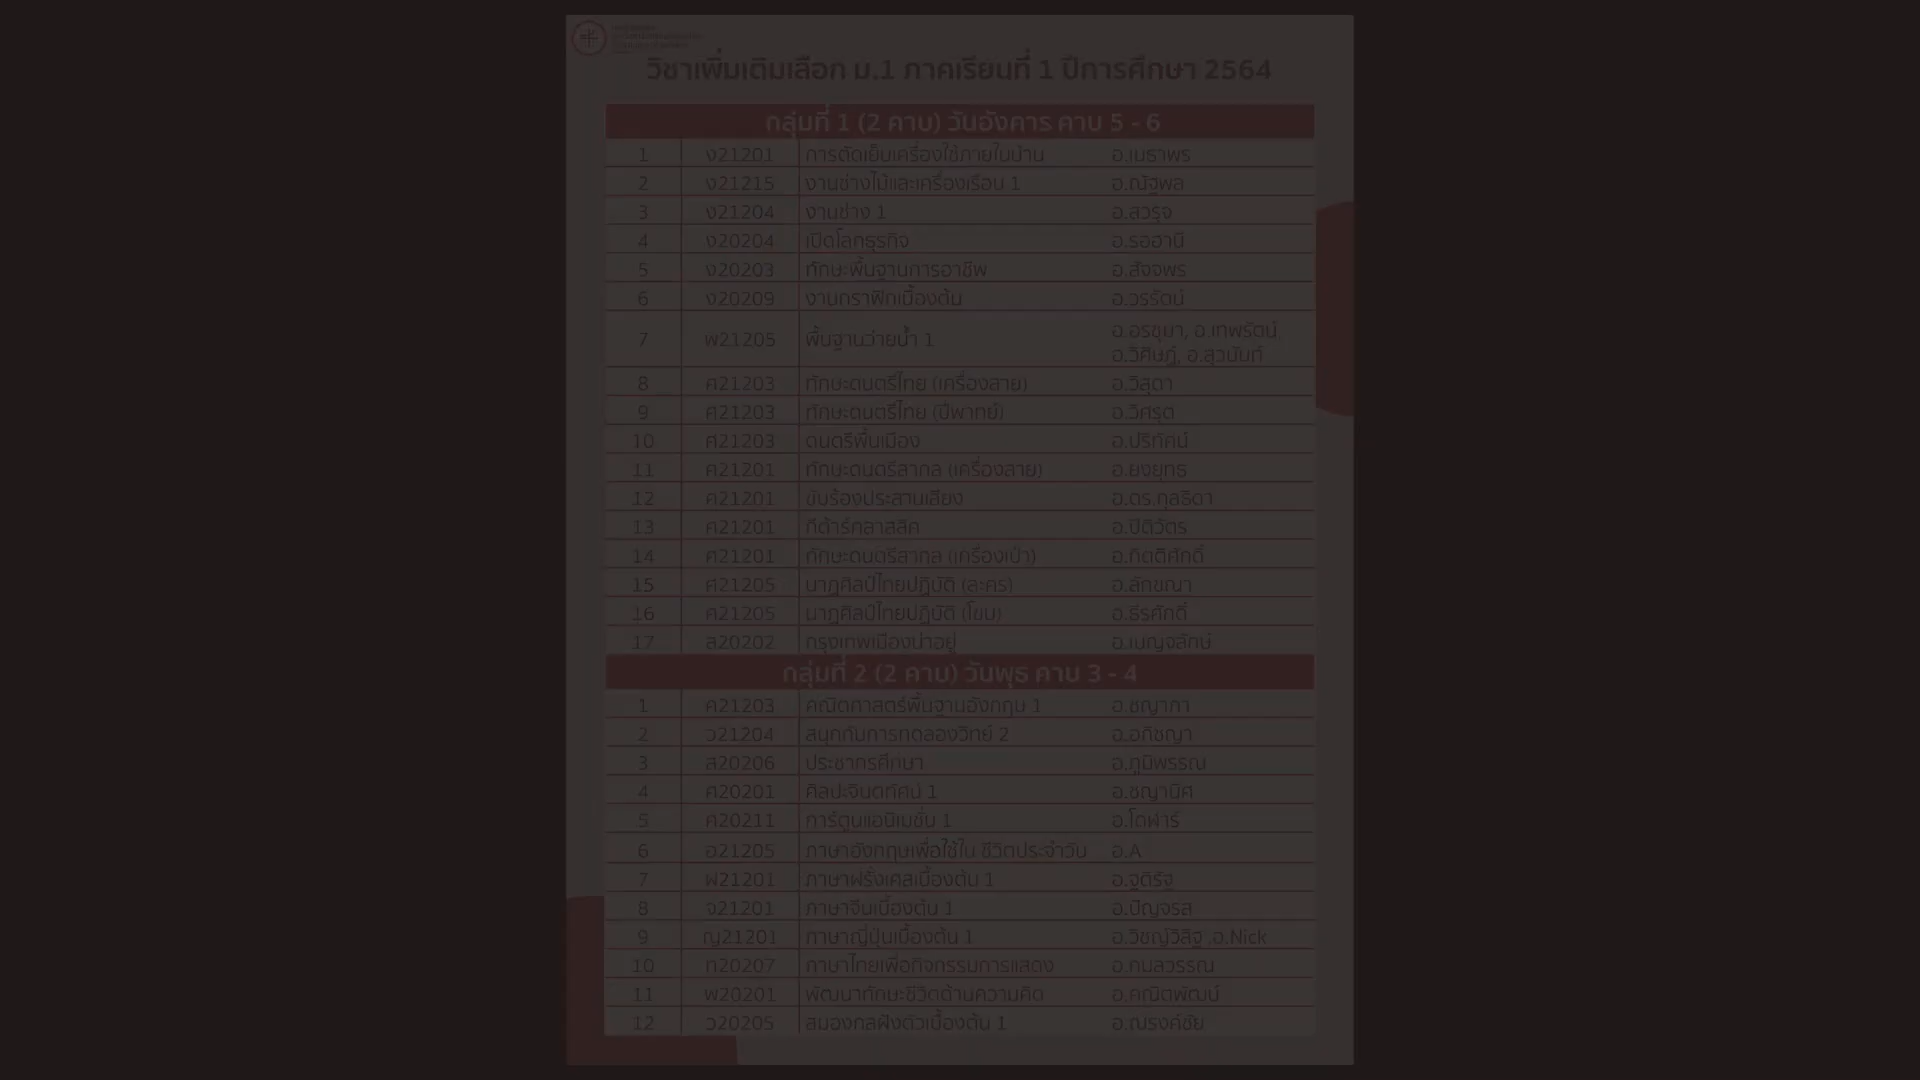 วิชาเพิ่มเติมเลือก ม.1 ภาคเรียนที่ 1 ปีการศึกษา 2564
กลุ่มที่ 1 (2 คาบ) วันอังคาร คาบ 5 - 6
1 ง21201 การตัดเย็บเครื่องใช้ภายในบ้าน อ.เมธาพร
2 ง21215 งานช่างไม้และเครื่องเรือน 1 อ.ณัฐพล
3 ง21204 งานช่าง 1 อ.สวรุจ
4 ง20204 เปิดโลกธุรกิจ อ.รอฮานี
5 ง20203 ทักษะพื้นฐานการอาชีพ อ.สัจจพร
6 ง20209 งานกราฟิกเบื้องต้น อ.วรรัตน์
7 พ21205 พื้นฐานว่ายน้ำ 1 อ.อรชุมา, อ.เทพรัตน์,
อ.วิศิษฎ์, อ.สุวนันท์
8 ศ21203 ทักษะดนตรีไทย (เครื่องสาย) อ.วิสุดา
9 ศ21203 ทักษะดนตรีไทย (ปี่พาทย์) อ.วิศรุต
10 ศ21203 ดนตรีพื้นเมือง อ.ปริทัศน์
11 ศ21201 ทักษะดนตรีสากล (เครื่องสาย) อ.ยงยุทธ
12 ศ21201 ขับร้องประสานเสียง อ.ดร.กุลธิดา
13 ศ21201 กีต้าร์คลาสสิค อ.ปิติวัตร
14 ศ21201 ทักษะดนตรีสากล (เครื่องเป่า) อ.กิตติศักดิ์
15 ศ21205 นาฏศิลป์ไทยปฏิบัติ (ละคร) อ.ลักขณา
16 ศ21205 นาฏศิลป์ไทยปฏิบัติ (โขน) อ.ธีรศักดิ์
17 ส20202 กรุงเทพเมืองน่าอยู่ อ.เบญจลักษ์
กลุ่มที่ 2 (2 คาบ) วันพุธ คาบ 3 - 4
1 ค21203 คณิตศาสตร์พื้นฐานอังกฤษ 1 อ.ชญาภา
2 ว21204 สนุกกับการทดลองวิทย์ 2 อ.อภิชญา
3 ส20206 ประชากรศึกษา อ.ภูมิพรรณ
4 ศ20201 ศิลปะจินตทัศน์ 1 อ.ชญานิศ
5 ศ20211 การ์ตูนแอนิเมชั่น 1 อ.โดฬาร์
6 อ21205 ภาษาอังกฤษเพื่อใช้ใน ชีวิตประจำวัน อ.A
7 ฝ21201 ภาษาฝรั่งเศสเบื้องต้น 1 อ.ฐิติรัฐ
8 จ21201 ภาษาจีนเบื้องต้น 1 อ.ปัญจรส
9 ญ21201 ภาษาญี่ปุ่นเบื้องต้น 1 อ.วิชญ์วิสิฐ ,อ.Nick
10 ท20207 ภาษาไทยเพื่อกิจกรรมการแสดง อ.กมลวรรณ
11 พ20201 พัฒนาทักษะชีวิตด้านความคิด อ.คณิตพัฒน์
12 ว20205 สมองกลฝังตัวเบื้องต้น 1 อ.ณรงค์ชัย